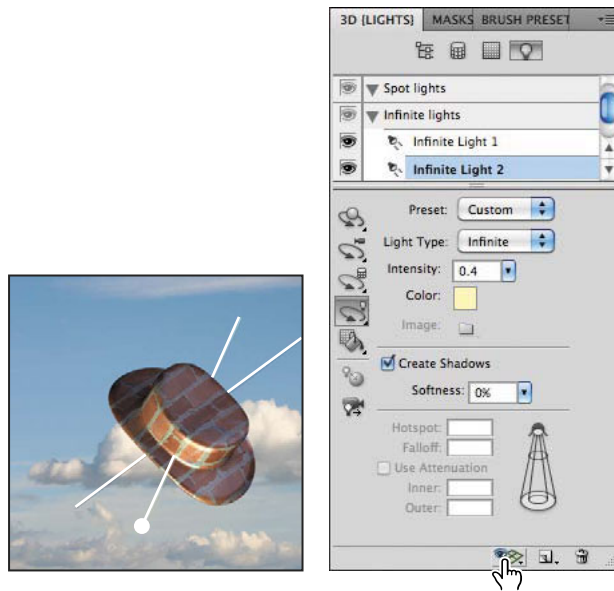 3D {LIGHTS} MASKS BRUSH PRESET
Spot lights
Infinite lights
Infinite Light 1
Infinite Light 2
Preset: Custom
Light Type: Infinite
Intensity: 0.4
Color:
Image:
Create Shadows
Softness: 0%
Hotspot:
Falloff:
Use Attenuation
Inner:
Outer: